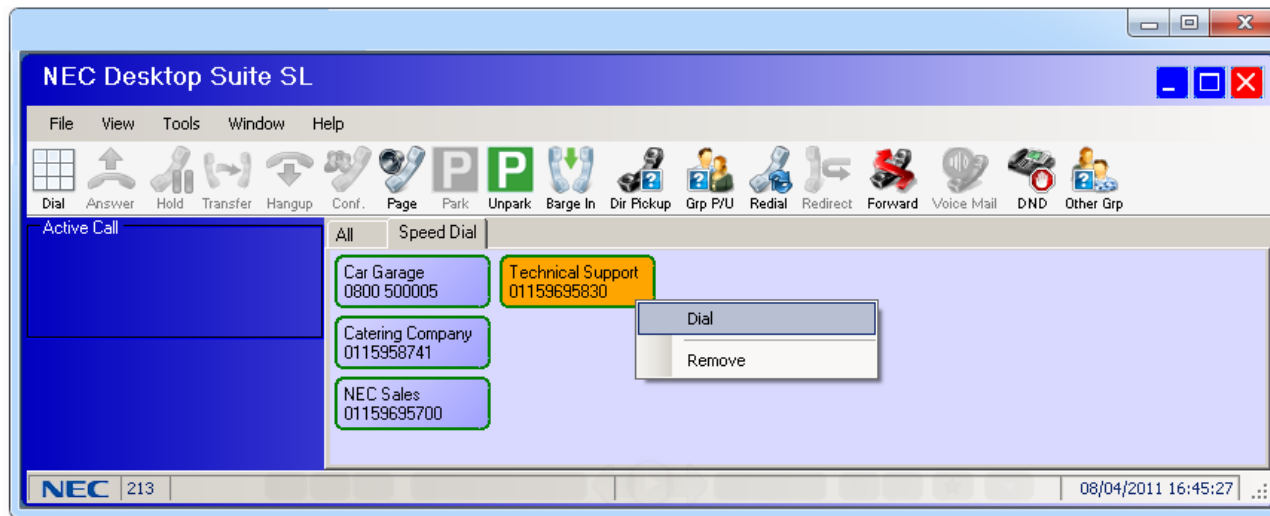 NEC Desktop Suite SL
File View Tools Window Help
Dial Answer Hold Transfer Hangup Conf. Page Park Unpark Barge In Dir Pickup Grp P/U Redial Redirect Forward Voice Mail DND Other Grp
Active Call
All Speed Dial
Car Garage
0800 500005
Technical Support
01159695830
Catering Company
0115958741
NEC Sales
01159695700
Dial
Remove
NEC 213 08/04/2011 16:45:27